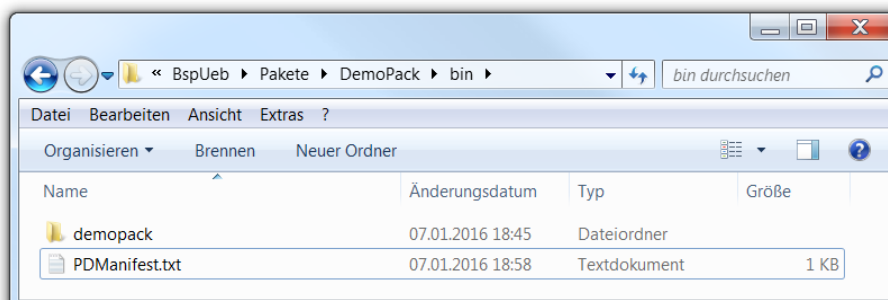 « BspUeb ▸ Pakete ▸ DemoPack ▸ bin ▸ bin durchsuchen
Datei Bearbeiten Ansicht Extras ?
Organisieren Brennen Neuer Ordner
Name Änderungsdatum Typ Größe
demopack 07.01.2016 18:45 Dateiordner
PDManifest.txt 07.01.2016 18:58 Textdokument 1 KB